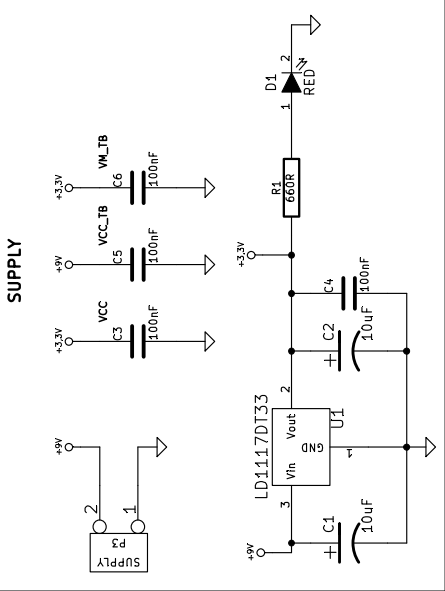 SUPPLY
+3,3V
C6
VM_TB
100nF
+9V
C5
VCC_TB
100nF
+3,3V
C3
VCC
100nF
+9V
2
1
P3
SUPPLY
+9V
C1
10uF
3
LD1117DT33
Vin
Vout
GND
U1
1
2
C2
10uF
C4
100nF
+3,3V
R1
660R
1
D1
RED
2